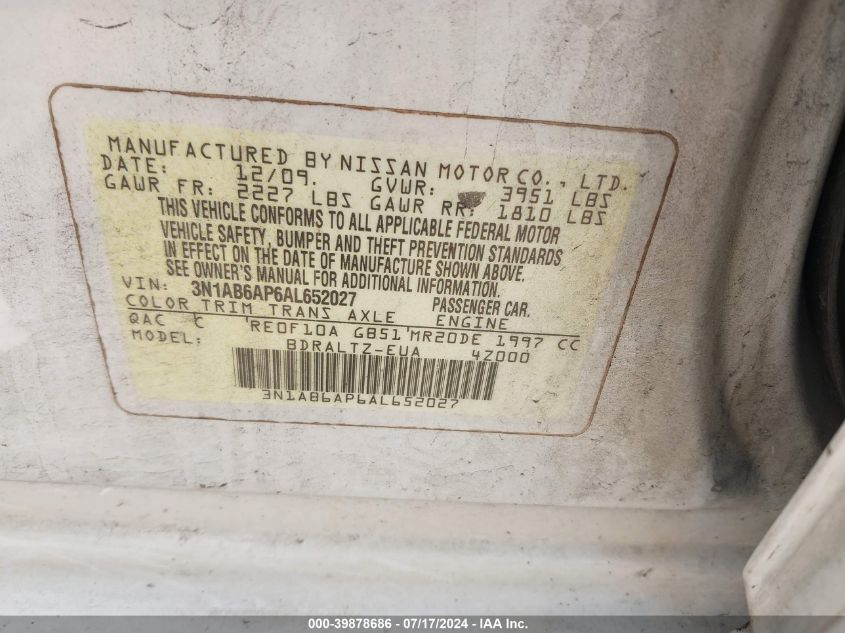 MANUFACTURED BY NISSAN MOTOR CO., LTD.
DATE: 12/09. GVWR: 3951 LBS
GAWR FR: 2227 LBS GAWR RR: 1810 LBS
THIS VEHICLE CONFORMS TO ALL APPLICABLE FEDERAL MOTOR
VEHICLE SAFETY, BUMPER AND THEFT PREVENTION STANDARDS
IN EFFECT ON THE DATE OF MANUFACTURE SHOWN ABOVE.
SEE OWNER'S MANUAL FOR ADDITIONAL INFORMATION.
VIN: 3N1AB6AP6AL652027 PASSENGER CAR.
COLOR TRIM TRANS AXLE ENGINE
QAC C RE0F10A GB51 MR20DE 1997 CC
MODEL: BDRALTZ-EUA 4Z000
3N1AB6AP6AL652027
000-39878686 / 07/17/2024 - IAA Inc.